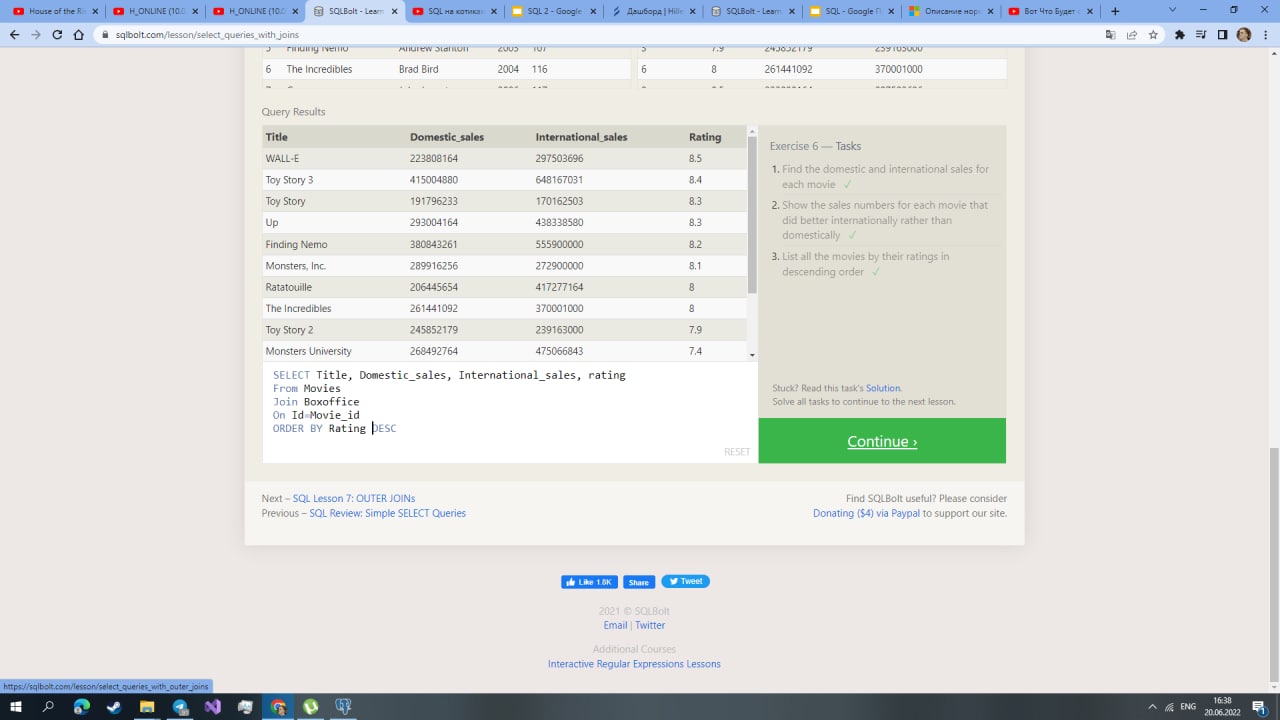 House of the Ra
H_ONLINE (10.0
H_ONLINE (10.0
SQLBolt - Learn
SQL на котиках
SQL 2 - Google
Дашборд | Hille
SQLBolt - Learn
SQL - Google П
Описание норм
Вот Что Будет с
sqlbolt.com/lesson/select_queries_with_joins
5 Finding Nemo Andrew Stanton 2003 107 5 7.9 245852179 239163000
6 The Incredibles Brad Bird 2004 116 6 8 261441092 370001000
Query Results
Title Domestic_sales International_sales Rating
WALL-E 223808164 297503696 8.5
Toy Story 3 415004880 648167031 8.4
Toy Story 191796233 170162503 8.3
Up 293004164 438338580 8.3
Finding Nemo 380843261 555900000 8.2
Monsters, Inc. 289916256 272900000 8.1
Ratatouille 206445654 417277164 8
The Incredibles 261441092 370001000 8
Toy Story 2 245852179 239163000 7.9
Monsters University 268492764 475066843 7.4
SELECT Title, Domestic_sales, International_sales, rating
From Movies
Join Boxoffice
On Id=Movie_id
ORDER BY Rating DESC
RESET
Exercise 6 — Tasks
1. Find the domestic and international sales for
each movie ✓
2. Show the sales numbers for each movie that
did better internationally rather than
domestically ✓
3. List all the movies by their ratings in
descending order ✓
Stuck? Read this task's Solution.
Solve all tasks to continue to the next lesson.
Continue ›
Next – SQL Lesson 7: OUTER JOINs
Previous – SQL Review: Simple SELECT Queries
Find SQLBolt useful? Please consider
Donating ($4) via Paypal to support our site.
Like 1.8K
Share
Tweet
2021 © SQLBolt
Email | Twitter
Additional Courses
Interactive Regular Expressions Lessons
https://sqlbolt.com/lesson/select_queries_with_outer_joins
ENG
16:38
20.06.2022
1